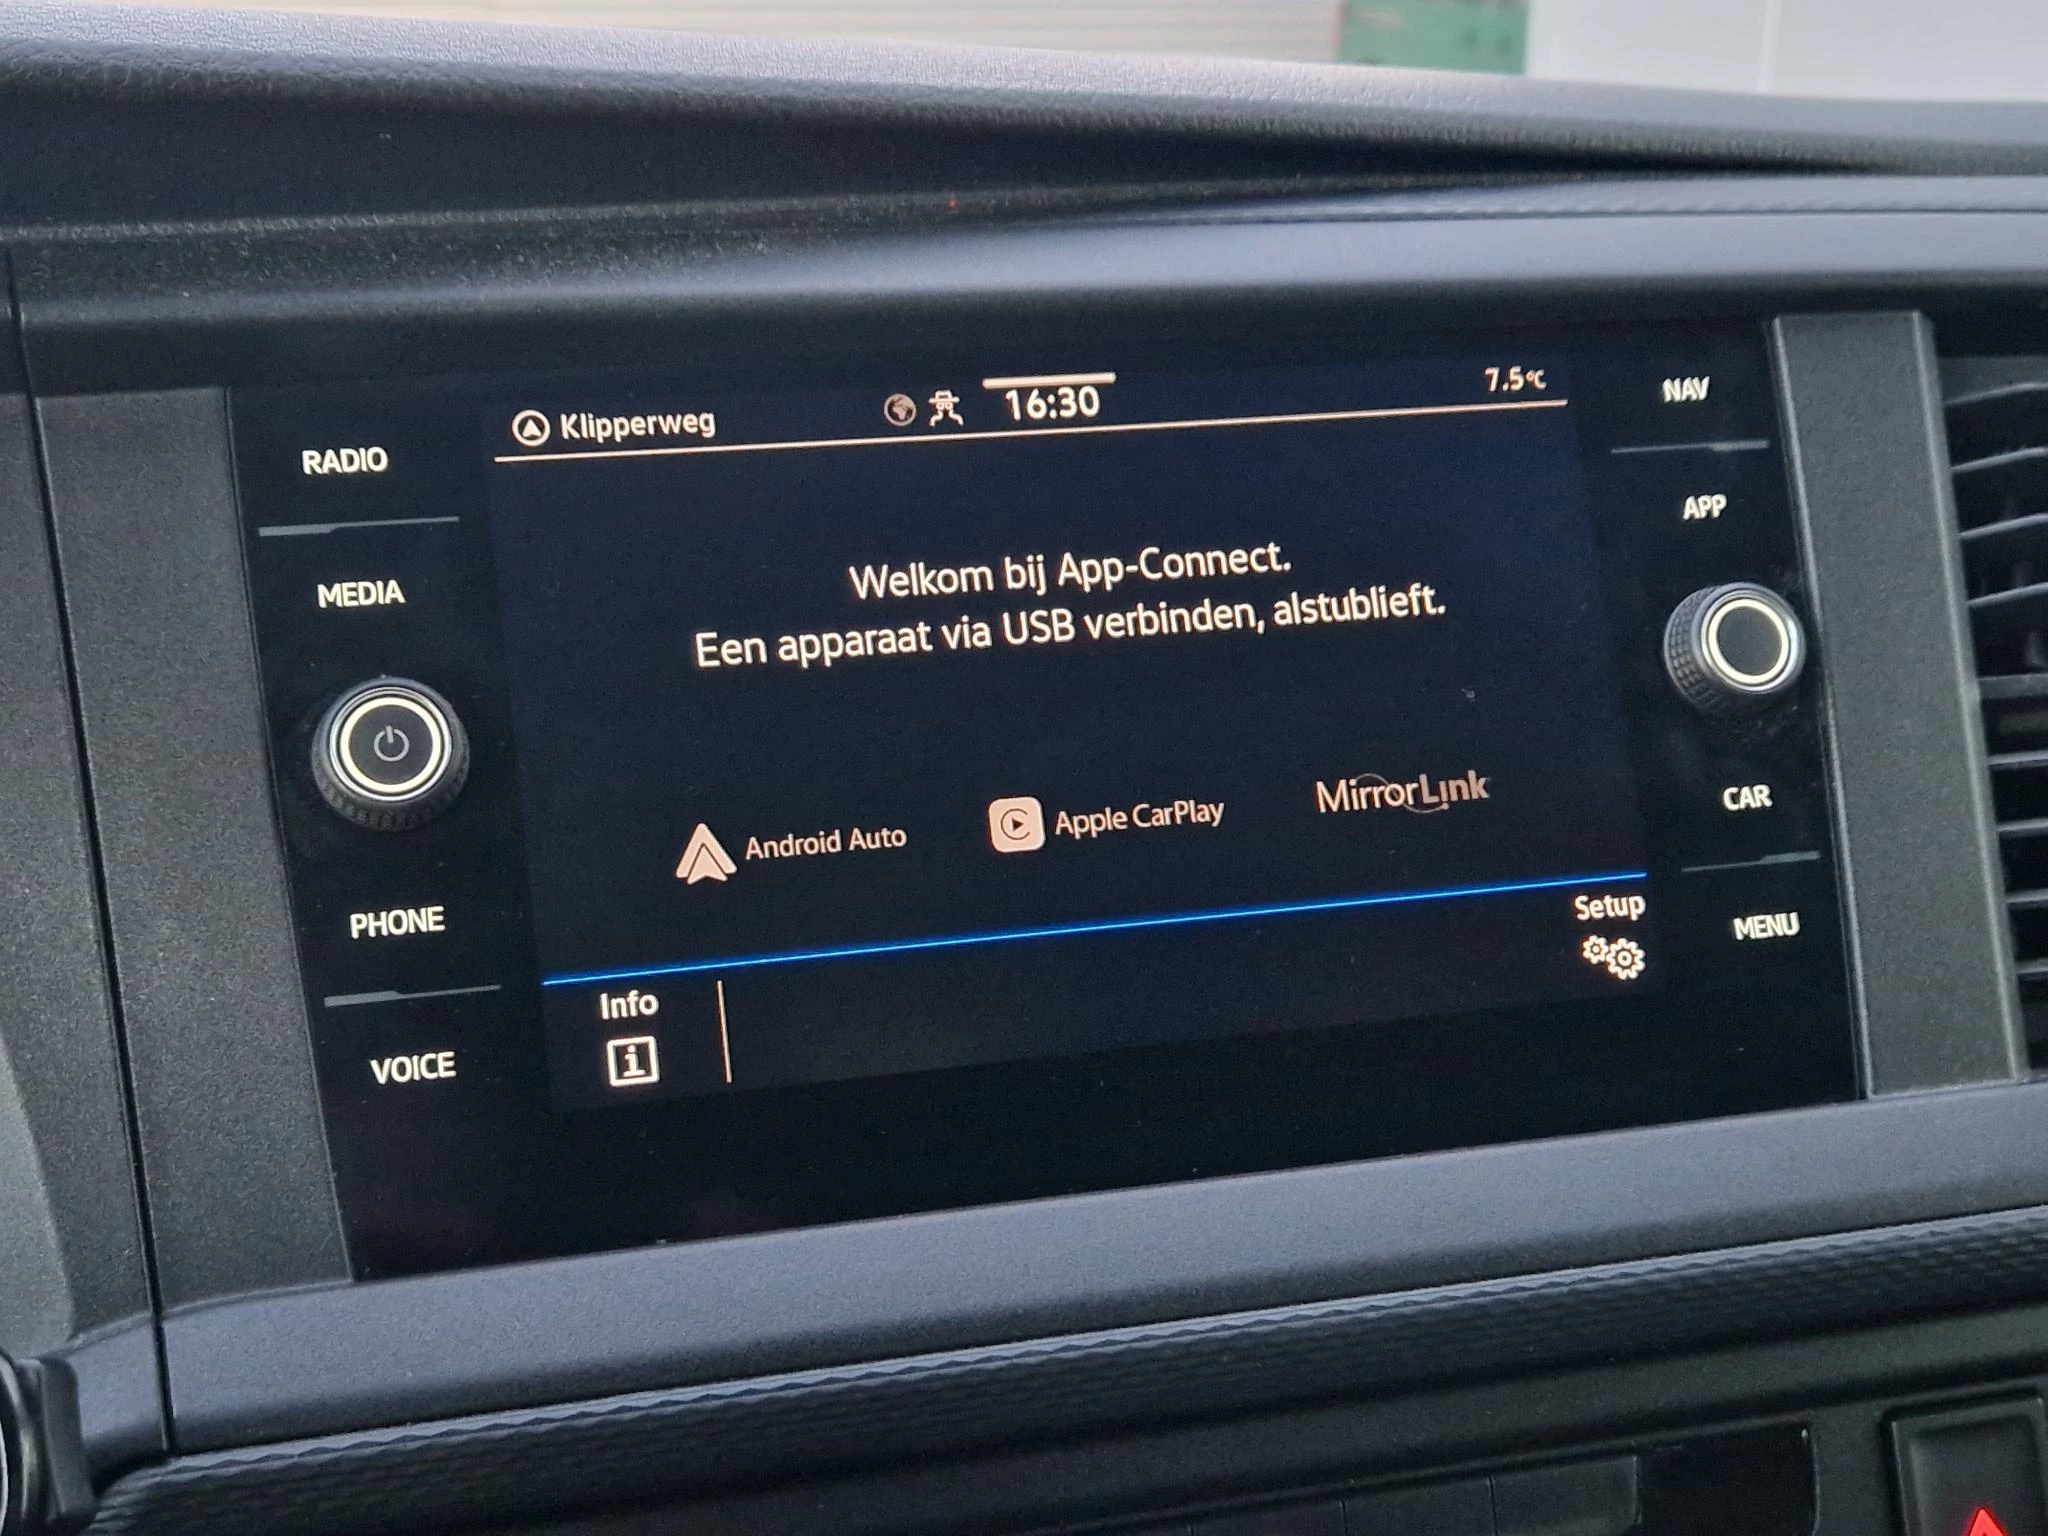 Klipperweg
16:30
7.5°C
RADIO
MEDIA
PHONE
VOICE
Welkom bij App-Connect.
Een apparaat via USB verbinden, alstublieft.
Android Auto
Apple CarPlay
MirrorLink
Info
Setup
NAV
APP
CAR
MENU